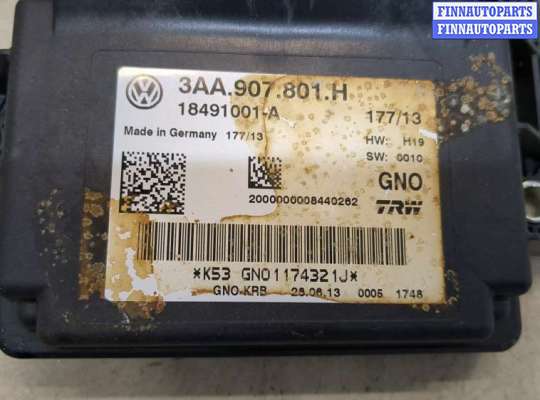 FINNAUTOPARTS
FINNAUTOPARTS
3AA.907.801.H
18491001-A 177/13
Made in Germany 177/13
HW: H19
SW: 0010
GNO
2000000008440262
TRW
*K53 GNO1174321J*
GNO-KRB 26.06.13 0005 1748